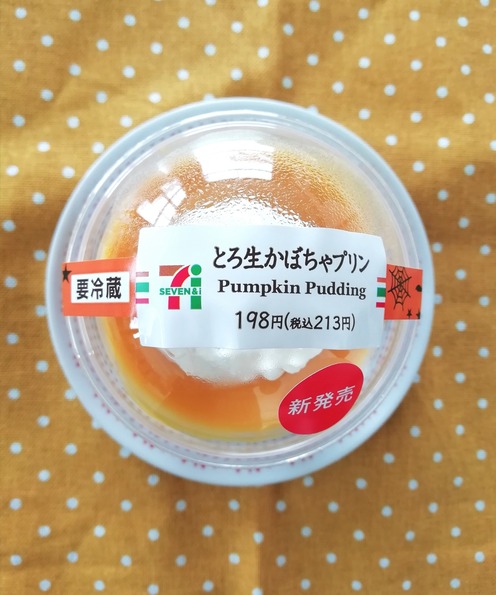 とろ生かぼちゃプリン
Pumpkin Pudding
198円(税込213円)
要冷蔵
SEVEN&i
新発売